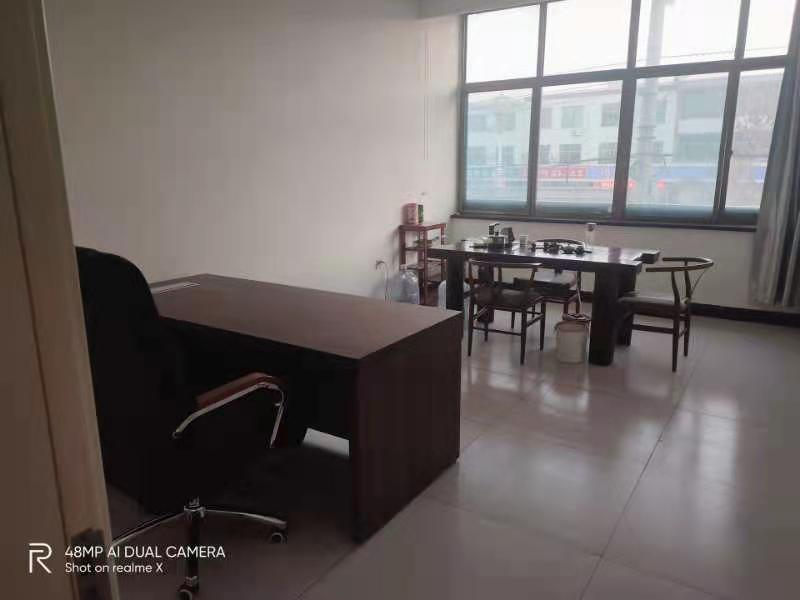 R
48MP AI DUAL CAMERA
Shot on realme X